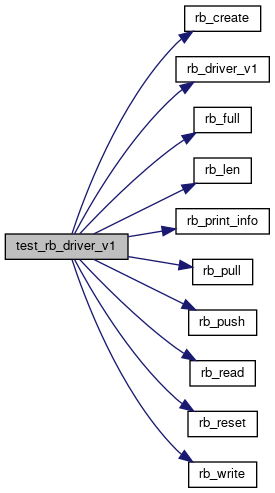 rb_create
rb_driver_v1
rb_full
rb_len
test_rb_driver_v1
rb_print_info
rb_pull
rb_push
rb_read
rb_reset
rb_write